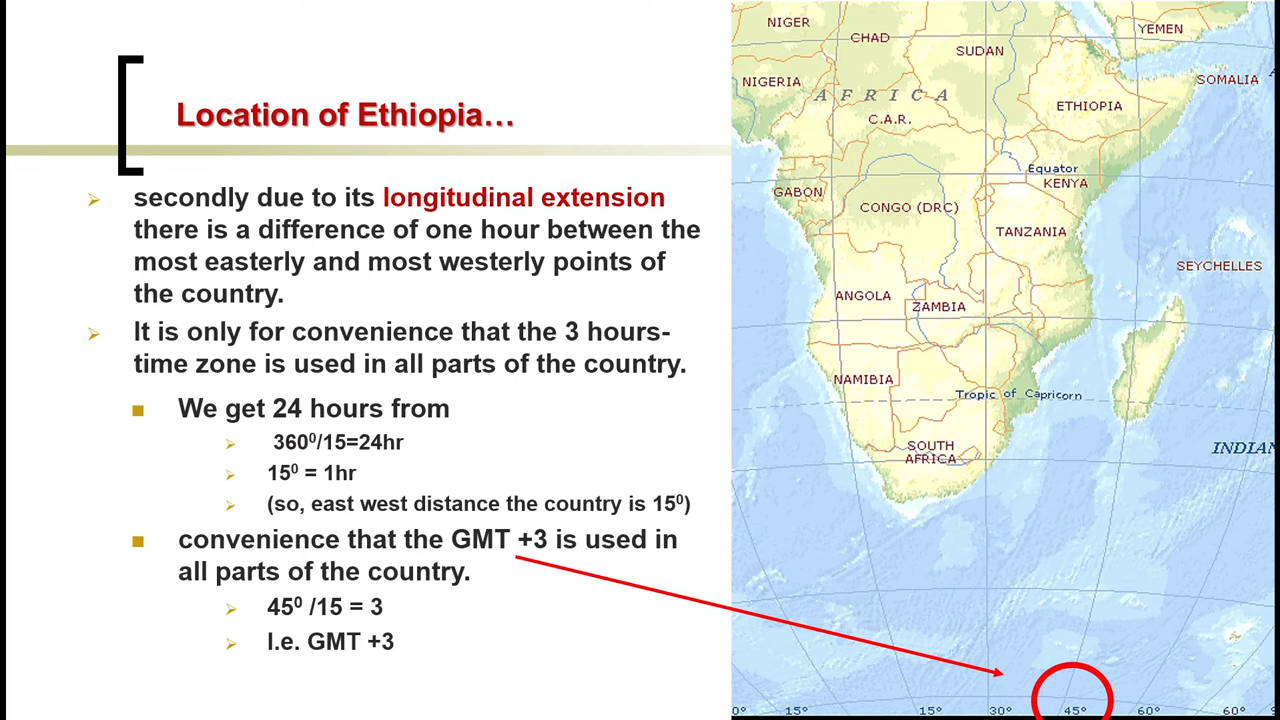 Location of Ethiopia…
secondly due to its longitudinal extension
there is a difference of one hour between the
most easterly and most westerly points of
the country.
It is only for convenience that the 3 hours-
time zone is used in all parts of the country.
We get 24 hours from
360⁰/15=24hr
15⁰ = 1hr
(so, east west distance the country is 15⁰)
convenience that the GMT +3 is used in
all parts of the country.
45⁰ /15 = 3
I.e. GMT +3
NIGER
CHAD
SUDAN
YEMEN
NIGERIA
AFRICA
ETHIOPIA
SOMALIA
C.A.R.
Equator
KENYA
GABON
CONGO (DRC)
TANZANIA
SEYCHELLES
ANGOLA
ZAMBIA
NAMIBIA
Tropic of Capricorn
SOUTH
AFRICA
INDIAN
0° 15° 15° 30° 45° 60° 60°